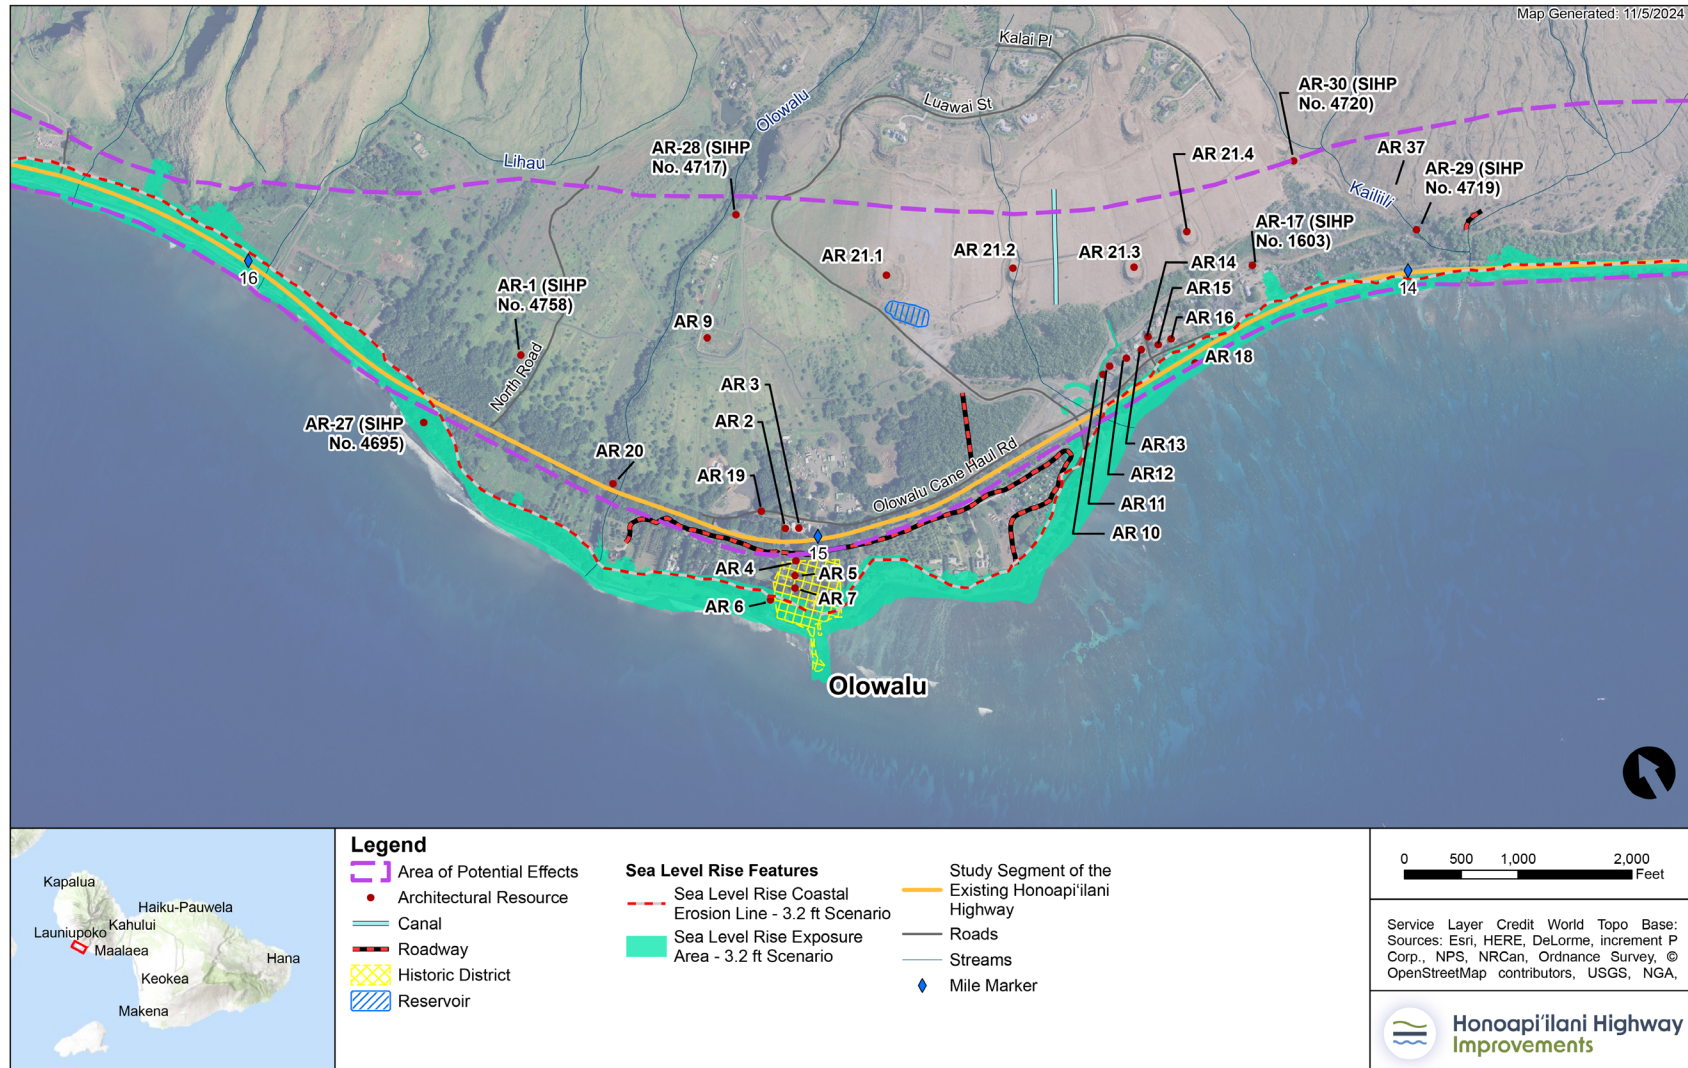 Map Generated: 11/5/2024
Kalai Pl
Luawai St
Olowalu
Lihau
AR-30 (SIHP
No. 4720)
AR 37
AR-29 (SIHP
No. 4719)
Kailiili
AR-28 (SIHP
No. 4717)
AR 21.4
AR-17 (SIHP
No. 1603)
AR 21.1
AR 21.2
AR 21.3
AR 14
AR 15
AR 16
AR 18
16
14
AR-1 (SIHP
No. 4758)
AR 9
North Road
AR 3
AR 2
AR-27 (SIHP
No. 4695)
AR 20
AR 19
Olowalu Cane Haul Rd
AR 13
AR12
AR 11
AR 10
15
AR 4
AR 5
AR 7
AR 6
Olowalu
Kapalua
Haiku-Pauwela
Kahului
Launiupoko
Maalaea
Hana
Keokea
Makena
Legend
Area of Potential Effects
Architectural Resource
Canal
Roadway
Historic District
Reservoir
Sea Level Rise Features
Sea Level Rise Coastal
Erosion Line - 3.2 ft Scenario
Sea Level Rise Exposure
Area - 3.2 ft Scenario
Study Segment of the
Existing Honoapiʻilani
Highway
Roads
Streams
Mile Marker
0 500 1,000 2,000
Feet
Service Layer Credit World Topo Base:
Sources: Esri, HERE, DeLorme, increment P
Corp., NPS, NRCan, Ordnance Survey, ©
OpenStreetMap contributors, USGS, NGA,
Honoapiʻilani Highway
Improvements